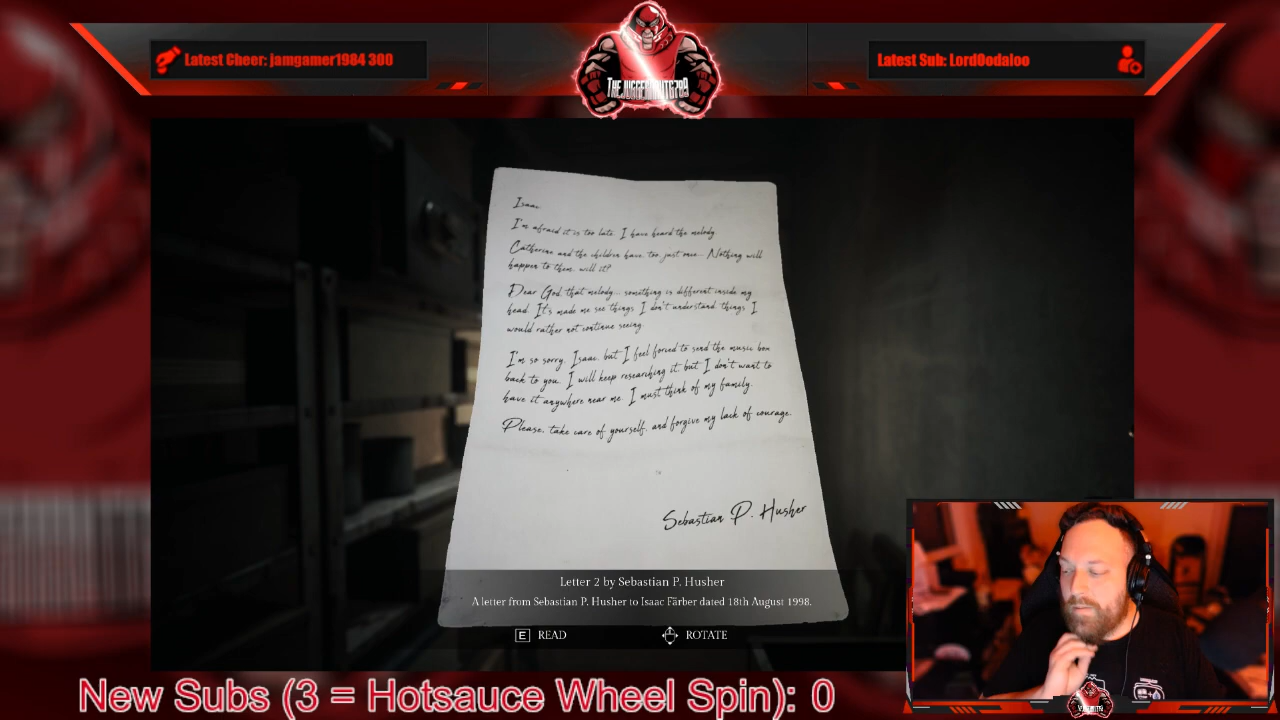 Latest Cheer: jamgamer1984 300
Latest Sub: LordOodaloo
Isaac,
I'm afraid it is too late. I have heard the melody.
Catherine and the children have, too, just once... Nothing will
happen to them, will it?
Dear God, that melody... something is different inside my
head. It's made me see things I don't understand, things I
would rather not continue seeing.
I'm so sorry, Isaac, but I feel forced to send the music box
back to you. I will keep researching it, but I don't want to
have it anywhere near me. I must think of my family.
Please, take care of yourself, and forgive my lack of courage.
Sebastian P. Husher
Letter 2 by Sebastian P. Husher
A letter from Sebastian P. Husher to Isaac Färber dated 18th August 1998.
E READ
ROTATE
New Subs (3 = Hotsauce Wheel Spin): 0